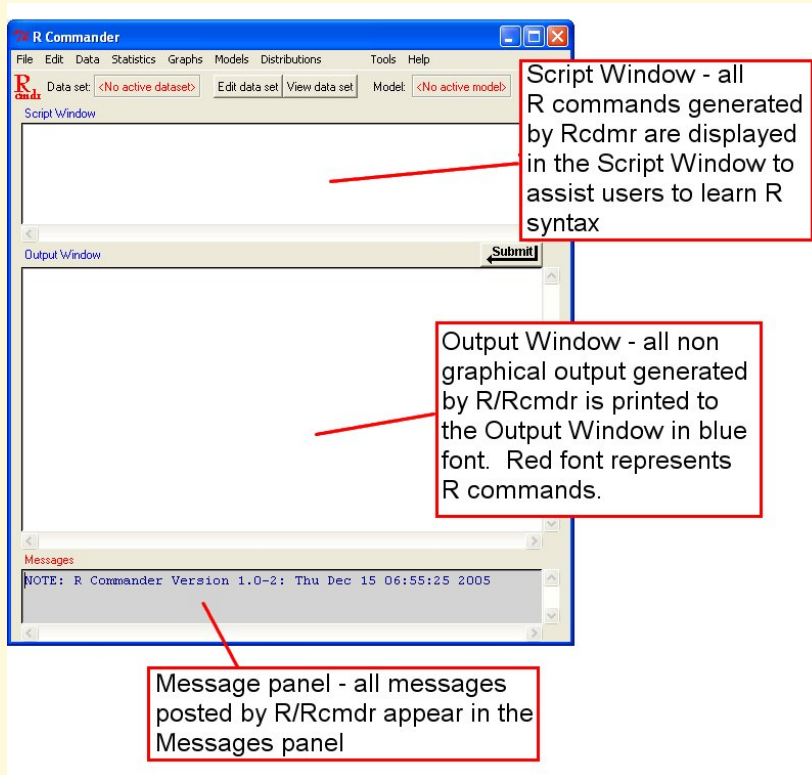 R Commander
File Edit Data Statistics Graphs Models Distributions Tools Help
R cmdr Data set: <No active dataset> Edit data set View data set Model: <No active model>
Script Window
Script Window - all
R commands generated
by Rcdmr are displayed
in the Script Window to
assist users to learn R
syntax
Output Window
Submit
Output Window - all non
graphical output generated
by R/Rcmdr is printed to
the Output Window in blue
font. Red font represents
R commands.
Messages
NOTE: R Commander Version 1.0-2: Thu Dec 15 06:55:25 2005
Message panel - all messages
posted by R/Rcmdr appear in the
Messages panel